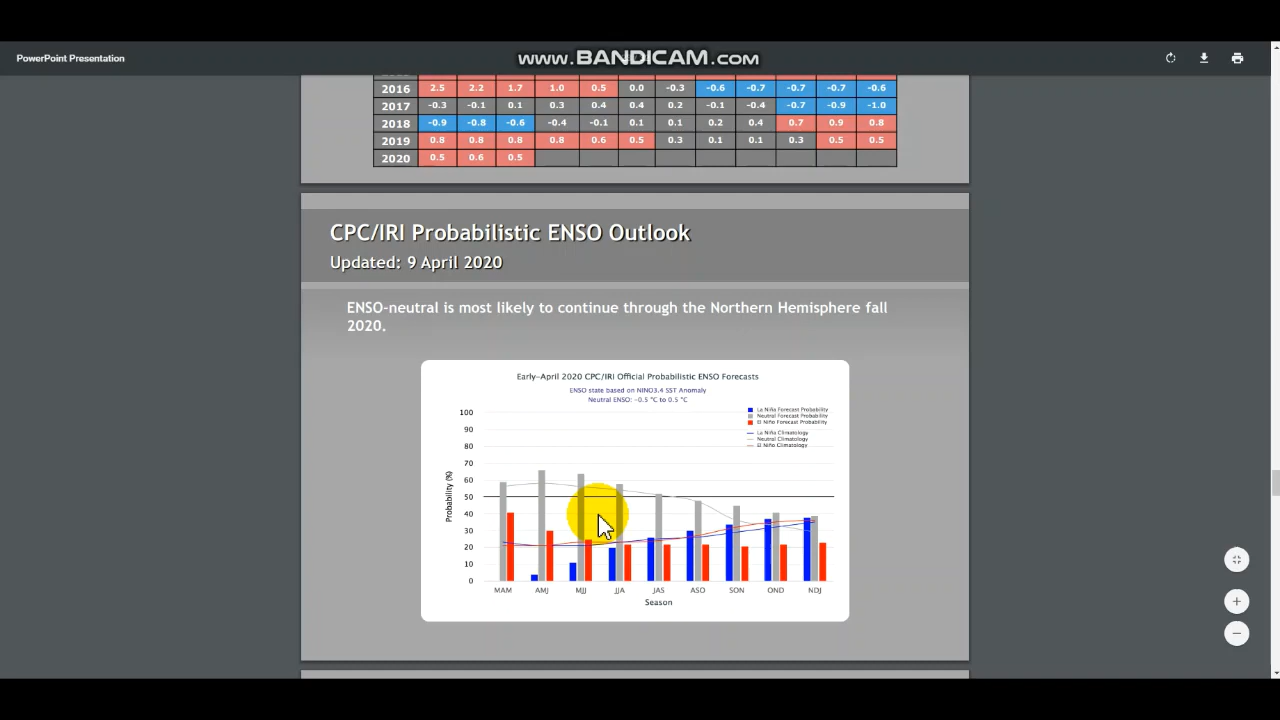 www.BANDICAM.com
PowerPoint Presentation
2016 2.5 2.2 1.7 1.0 0.5 0.0 -0.3 -0.6 -0.7 -0.7 -0.7 -0.6
2017 -0.3 -0.1 0.1 0.3 0.4 0.4 0.2 -0.1 -0.4 -0.7 -0.9 -1.0
2018 -0.9 -0.8 -0.6 -0.4 -0.1 0.1 0.1 0.2 0.4 0.7 0.9 0.8
2019 0.8 0.8 0.8 0.8 0.6 0.5 0.3 0.1 0.1 0.3 0.5 0.5
2020 0.5 0.6 0.5
CPC/IRI Probabilistic ENSO Outlook
Updated: 9 April 2020
ENSO-neutral is most likely to continue through the Northern Hemisphere fall
2020.
Early-April 2020 CPC/IRI Official Probabilistic ENSO Forecasts
ENSO state based on NINO3.4 SST Anomaly
Neutral ENSO: -0.5 °C to 0.5 °C
La Niña Forecast Probability
Neutral Forecast Probability
El Niño Forecast Probability
La Niña Climatology
Neutral Climatology
El Niño Climatology
Probability (%)
100
90
80
70
60
50
40
30
20
10
0
MAM AMJ MJJ JJA JAS ASO SON OND NDJ
Season